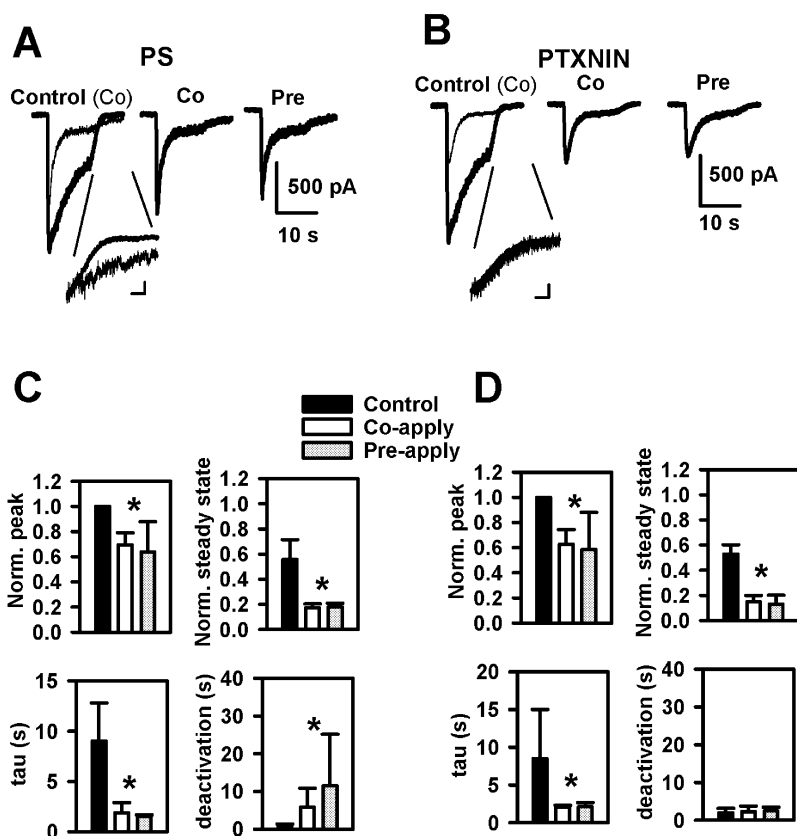 A
B
PS
PTXNIN
Control (Co)
Co
Pre
Control (Co)
Co
Pre
500 pA
10 s
500 pA
10 s
C
D
Control
Co-apply
Pre-apply
Norm. peak
1.2
1.0
0.8
0.6
0.4
0.2
0.0
*
Norm. steady state
1.2
1.0
0.8
0.6
0.4
0.2
0.0
*
Norm. peak
1.2
1.0
0.8
0.6
0.4
0.2
0.0
*
Norm. steady state
1.2
1.0
0.8
0.6
0.4
0.2
0.0
*
tau (s)
15
10
5
0
*
deactivation (s)
40
30
20
10
0
*
tau (s)
20
15
10
5
0
*
deactivation (s)
40
30
20
10
0